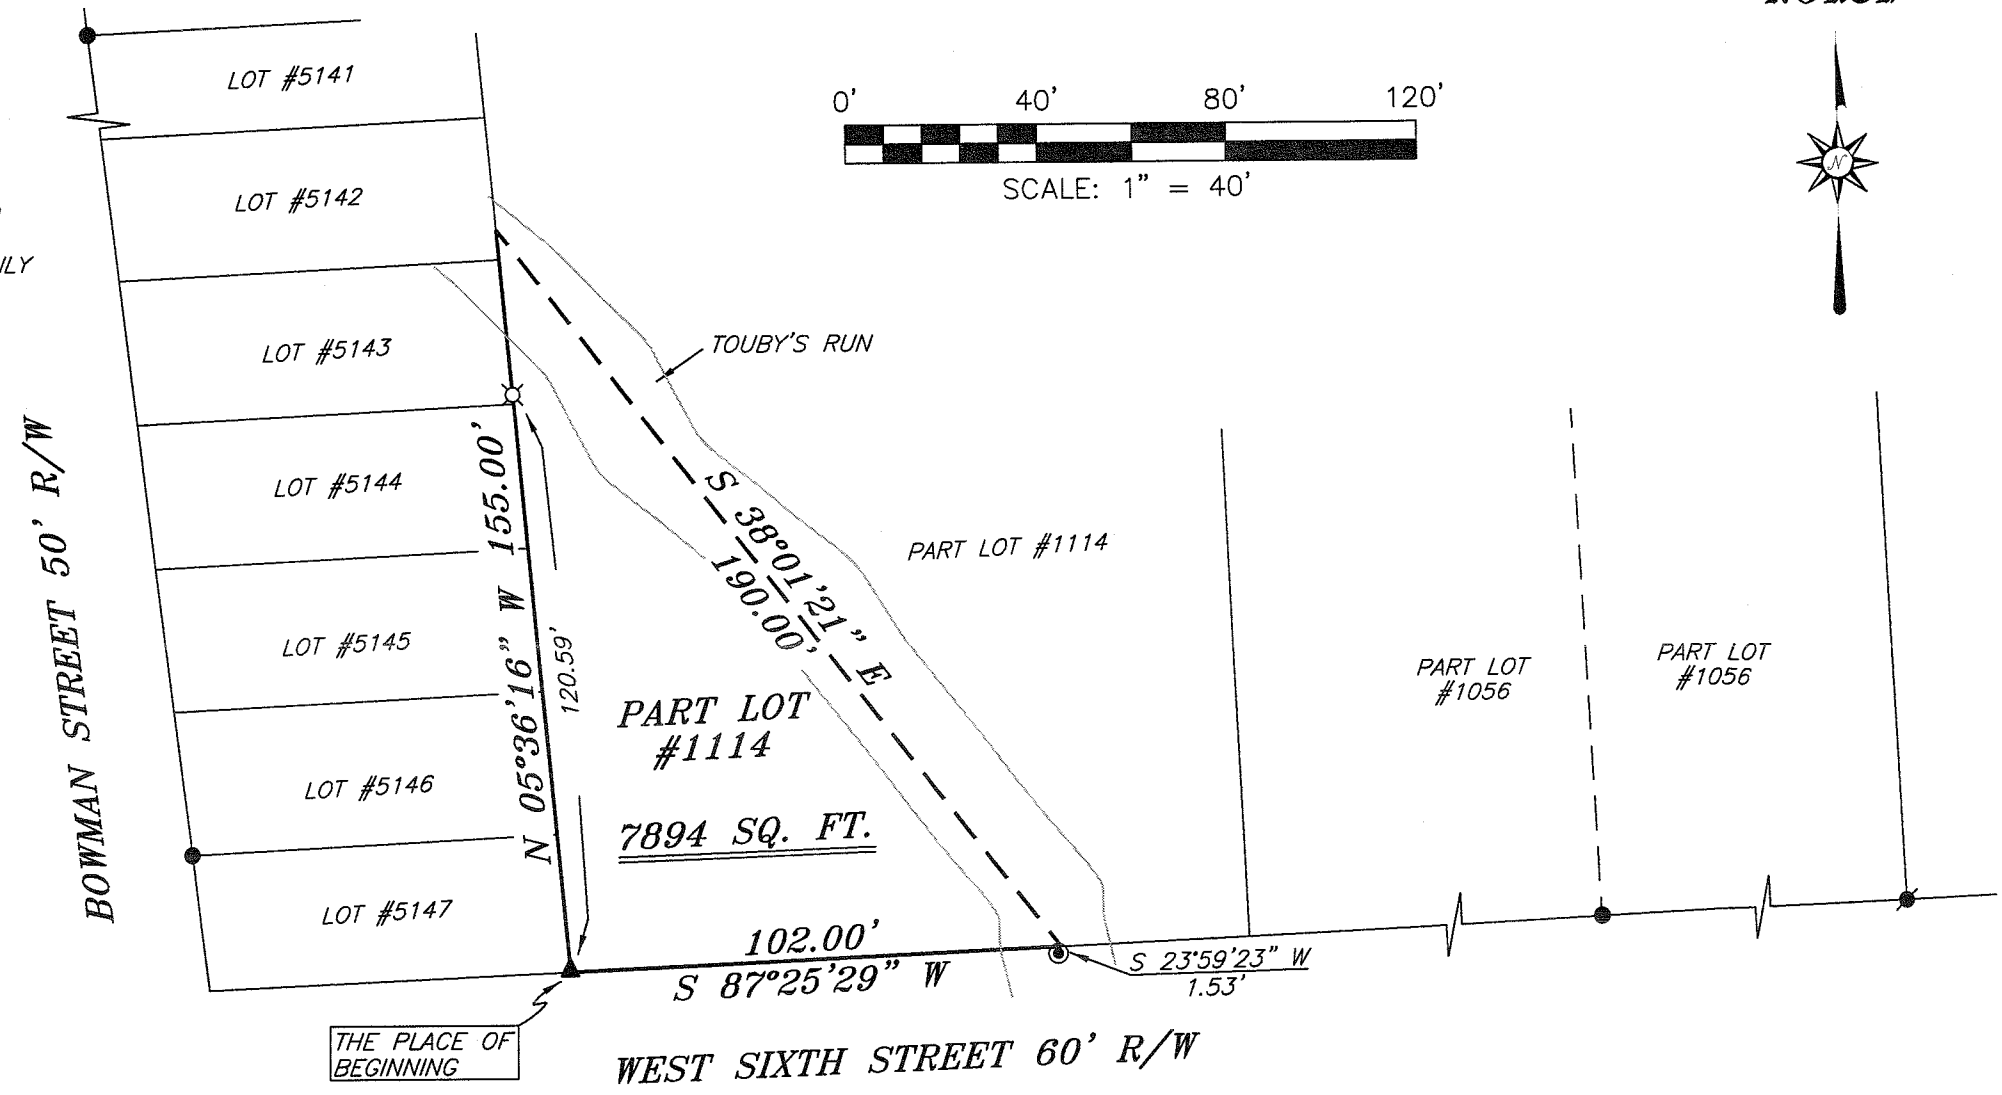 LOT #5141
0' 40' 80' 120'
SCALE: 1" = 40'
N
LOT #5142
LOT #5143
TOUBY'S RUN
LOT #5144
LOT #5145
LOT #5146
LOT #5147
BOWMAN STREET 50' R/W
N 05°36'16" W 155.00'
120.59'
S 38°01'21" E
190.00'
PART LOT #1114
PART LOT
#1056
PART LOT
#1056
PART LOT
#1114
7894 SQ. FT.
102.00'
S 87°25'29" W
S 23°59'23" W
1.53'
THE PLACE OF
BEGINNING
WEST SIXTH STREET 60' R/W